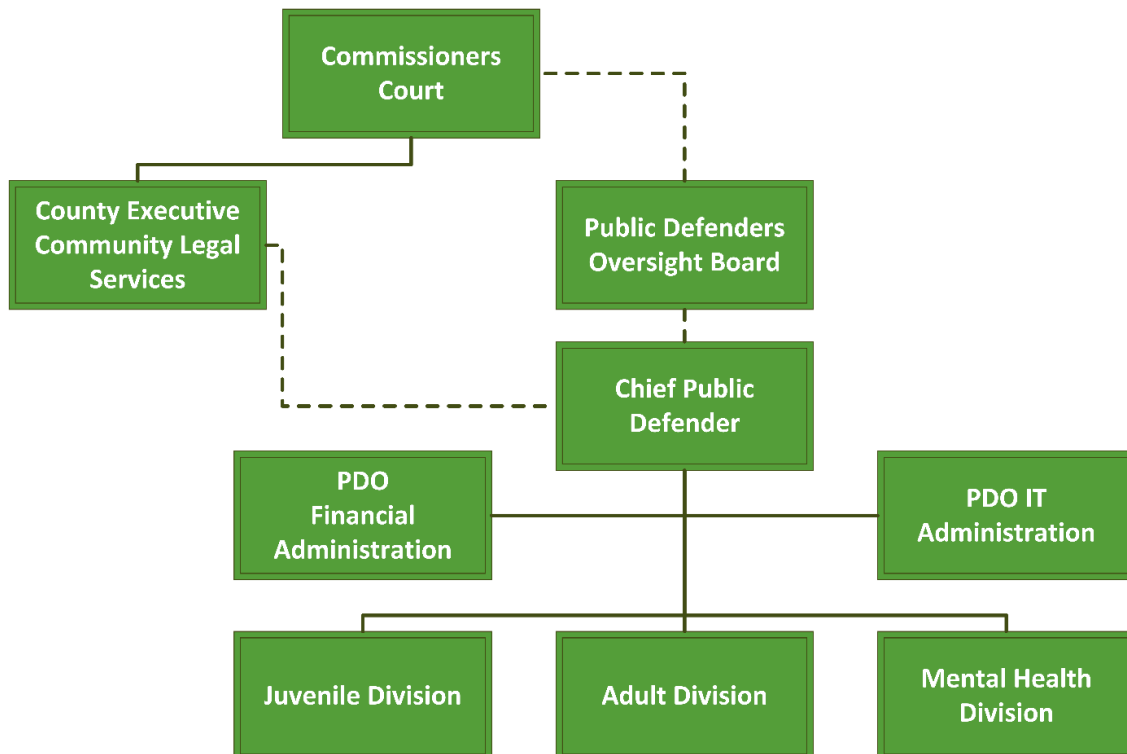 Commissioners
Court
County Executive
Community Legal
Services
Public Defenders
Oversight Board
Chief Public
Defender
PDO
Financial
Administration
PDO IT
Administration
Juvenile Division
Adult Division
Mental Health
Division